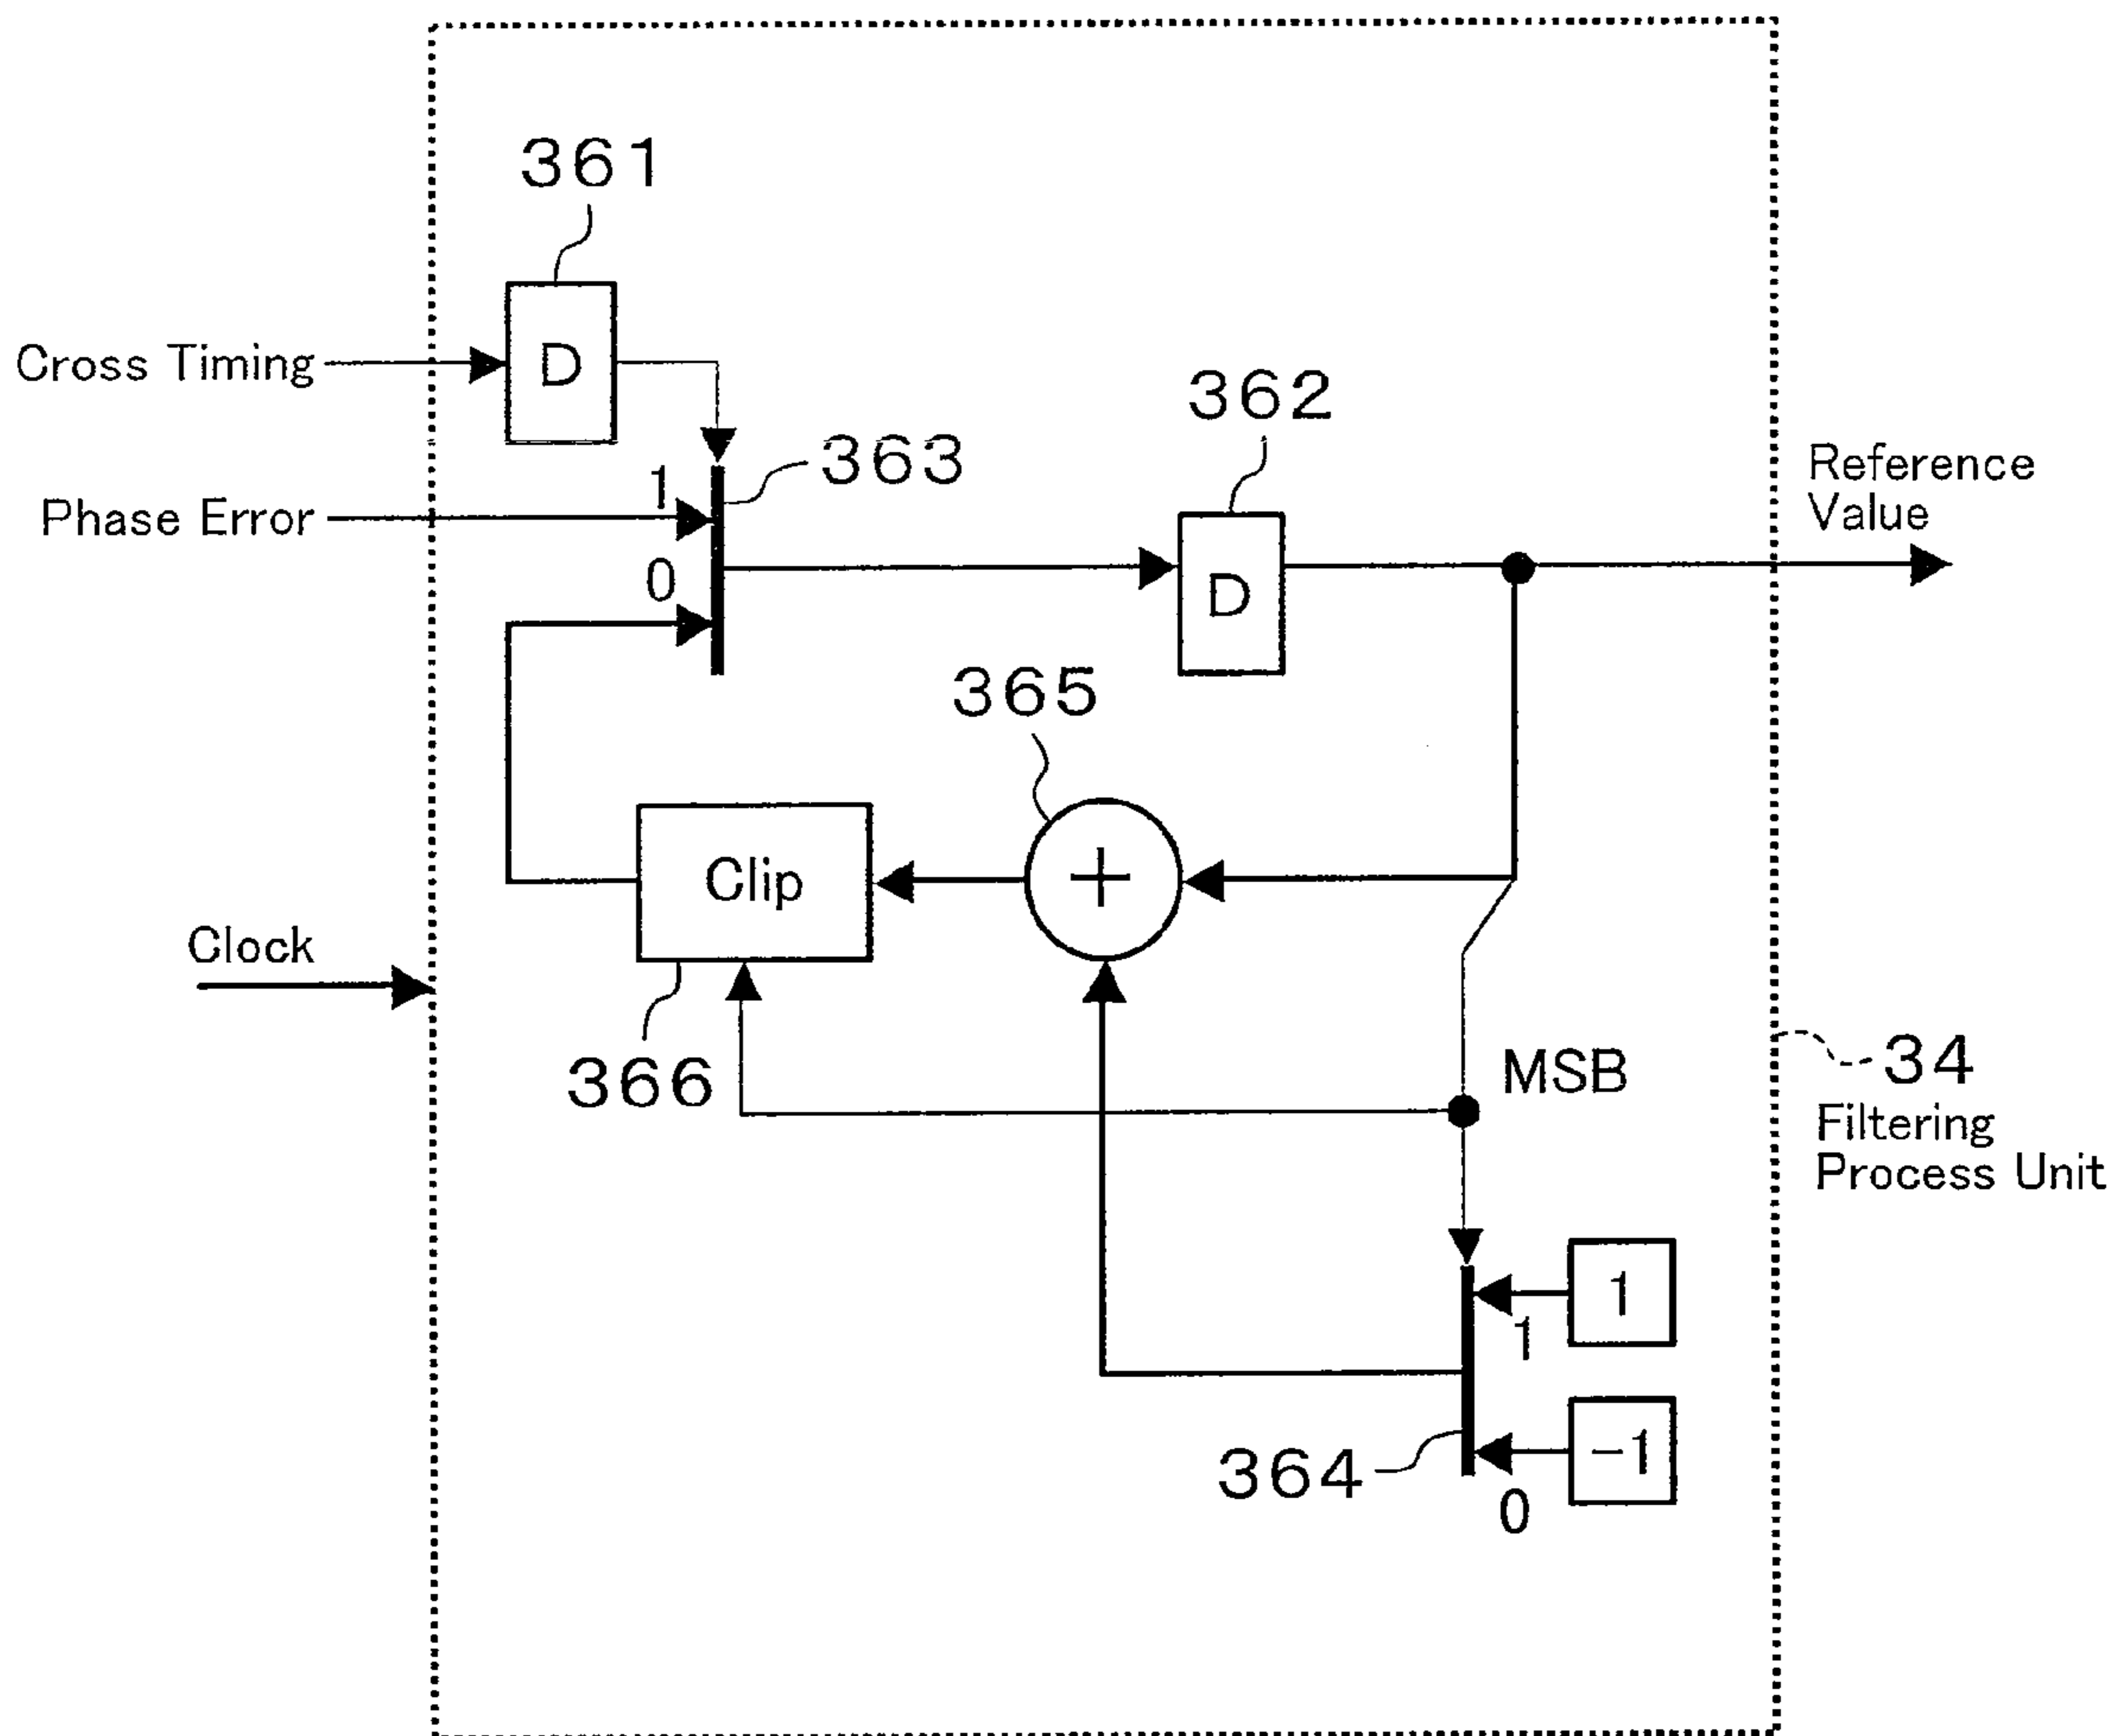 361
Cross Timing
D
362
363
1
Phase Error
Reference
Value
0
D
365
Clip
+
Clock
366
MSB
34
Filtering
Process Unit
1
1
364
-1
0